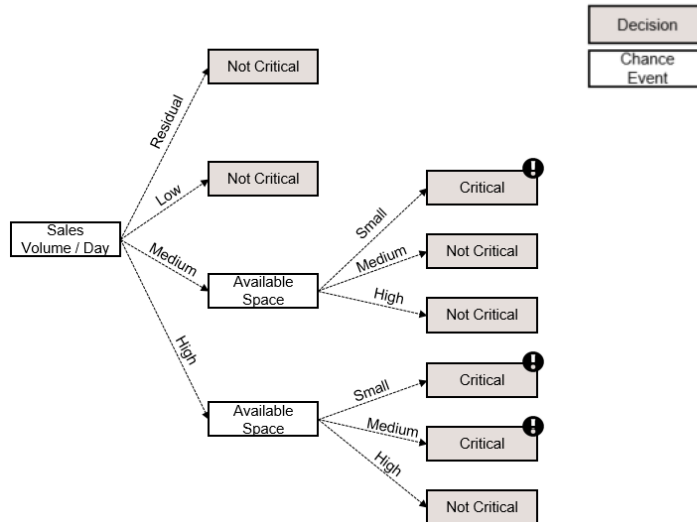 Decision
Chance
Event
Not Critical
Residual
Not Critical
Low
Sales
Volume / Day
Medium
High
Available
Space
Small
Medium
High
Critical
Not Critical
Not Critical
Available
Space
Small
Medium
High
Critical
Critical
Not Critical